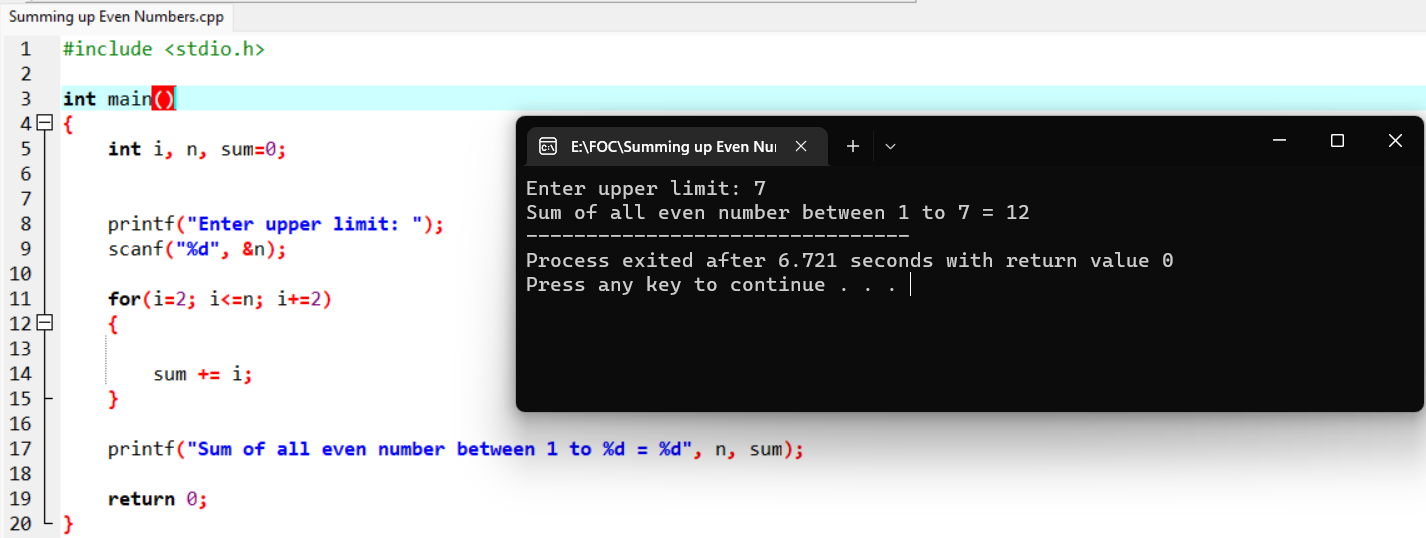 Summing up Even Numbers.cpp
1 #include <stdio.h>
2
3 int main()
4 {
5 int i, n, sum=0;
6
7
8 printf("Enter upper limit: ");
9 scanf("%d", &n);
10
11 for(i=2; i<=n; i+=2)
12 {
13
14 sum += i;
15 }
16
17 printf("Sum of all even number between 1 to %d = %d", n, sum);
18
19 return 0;
20 }
E:\FOC\Summing up Even Nu
Enter upper limit: 7
Sum of all even number between 1 to 7 = 12
--------------------------------
Process exited after 6.721 seconds with return value 0
Press any key to continue . . .